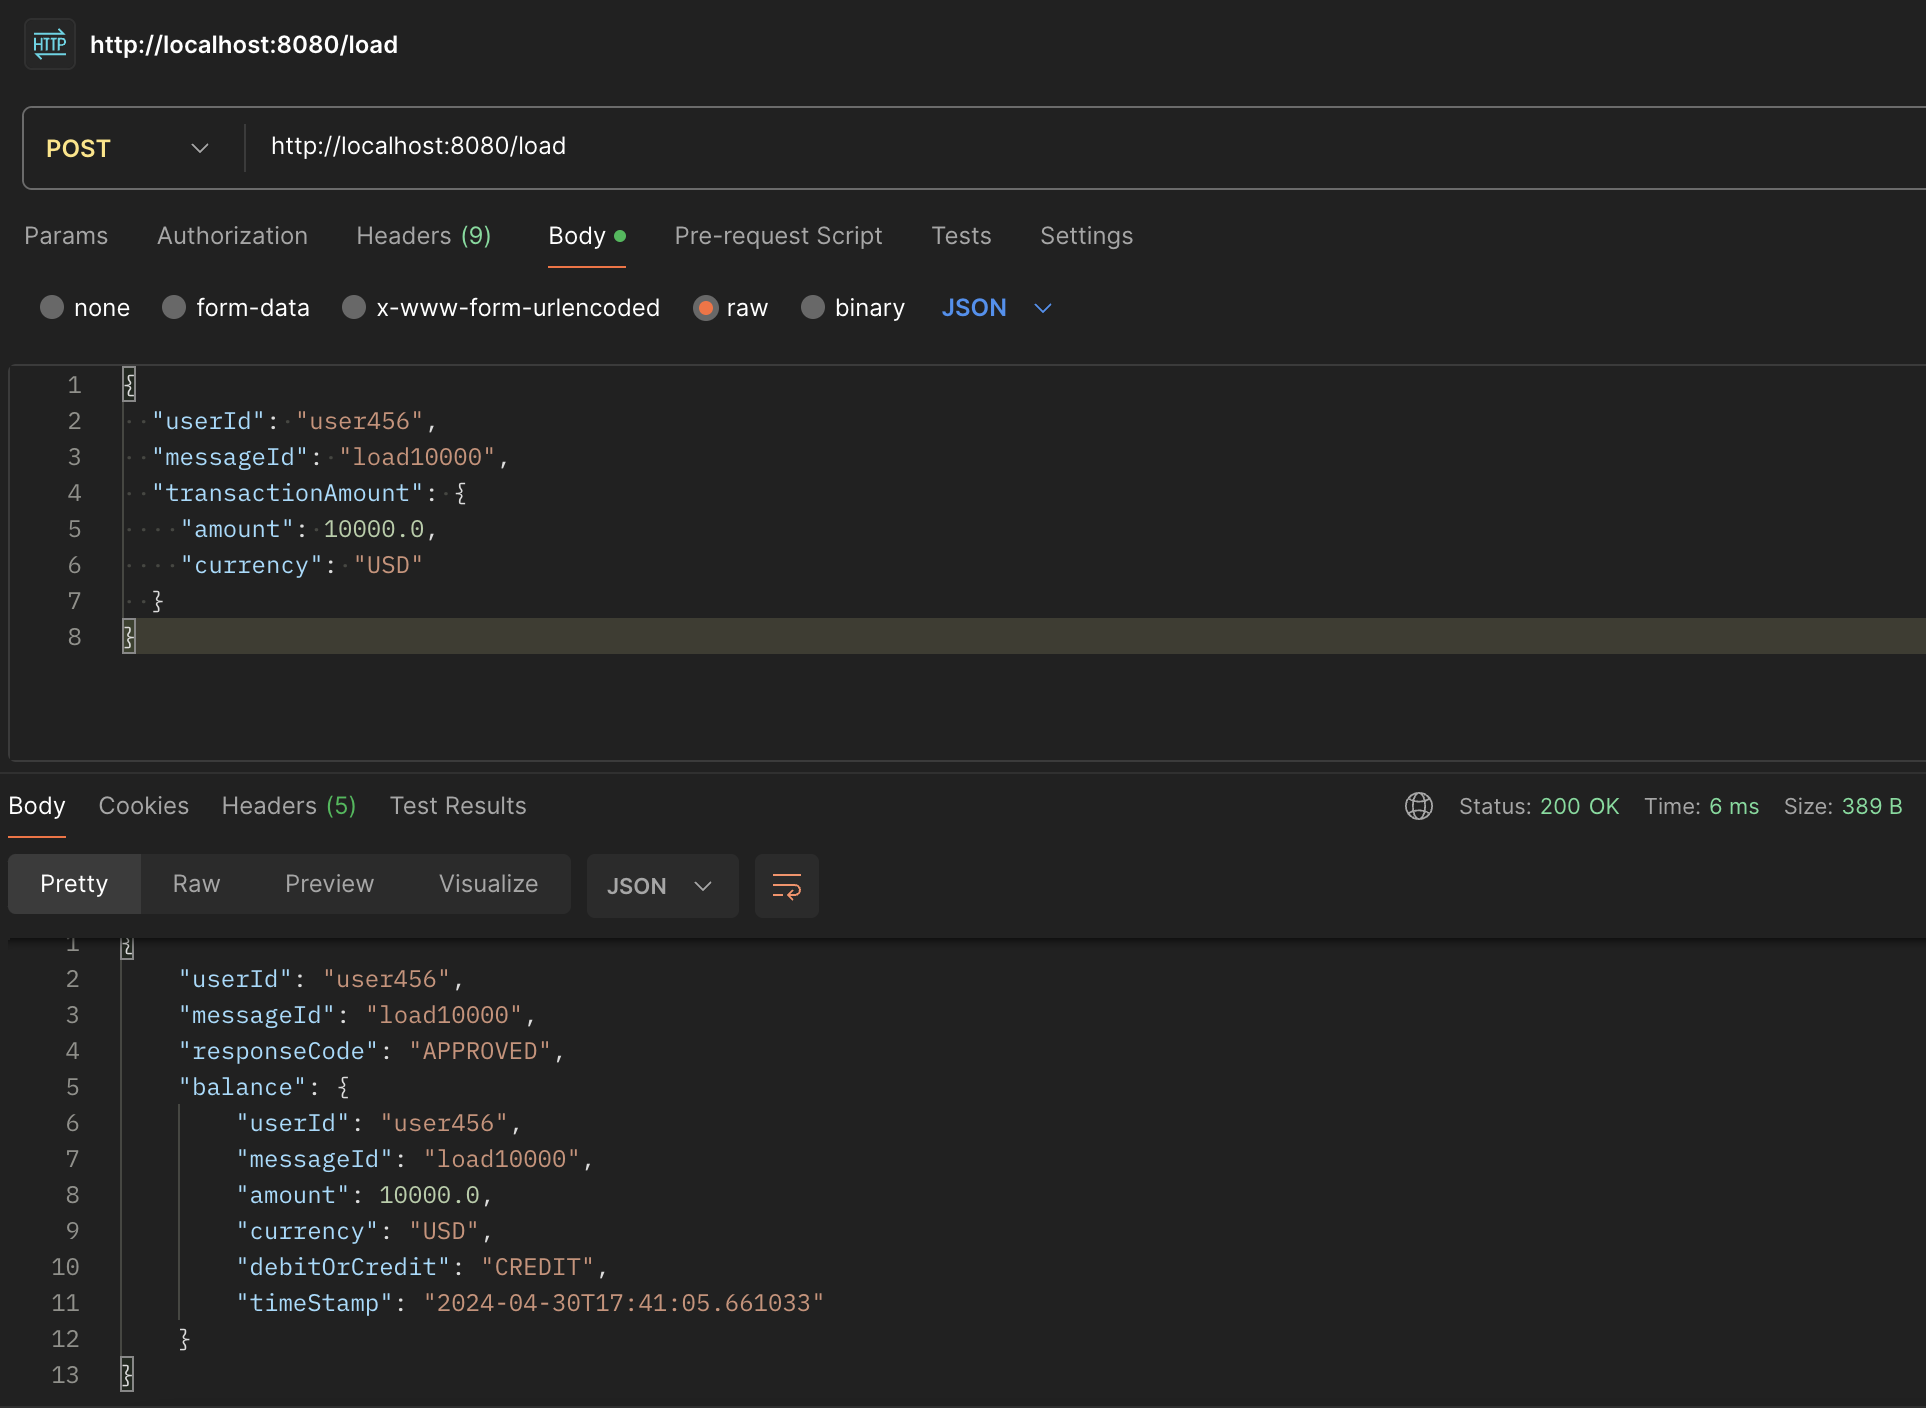 HTTP http://localhost:8080/load
POST http://localhost:8080/load
Params Authorization Headers (9) Body Pre-request Script Tests Settings
none form-data x-www-form-urlencoded raw binary JSON
1 {
2 "userId": "user456",
3 "messageId": "load10000",
4 "transactionAmount": {
5 "amount": 10000.0,
6 "currency": "USD"
7 }
8 }
Body Cookies Headers (5) Test Results Status: 200 OK Time: 6 ms Size: 389 B
Pretty Raw Preview Visualize JSON
1 {
2 "userId": "user456",
3 "messageId": "load10000",
4 "responseCode": "APPROVED",
5 "balance": {
6 "userId": "user456",
7 "messageId": "load10000",
8 "amount": 10000.0,
9 "currency": "USD",
10 "debitOrCredit": "CREDIT",
11 "timeStamp": "2024-04-30T17:41:05.661033"
12 }
13 }